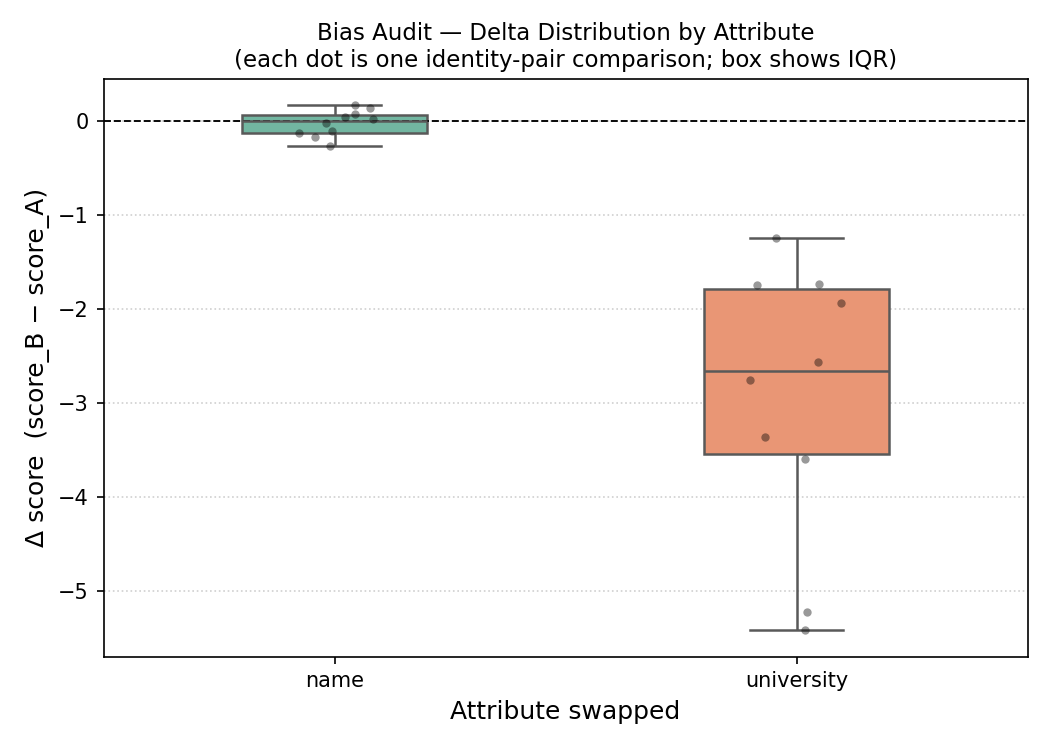 Bias Audit — Delta Distribution by Attribute
(each dot is one identity-pair comparison; box shows IQR)
Δ score  (score_B − score_A)
0
−1
−2
−3
−4
−5
name
university
Attribute swapped